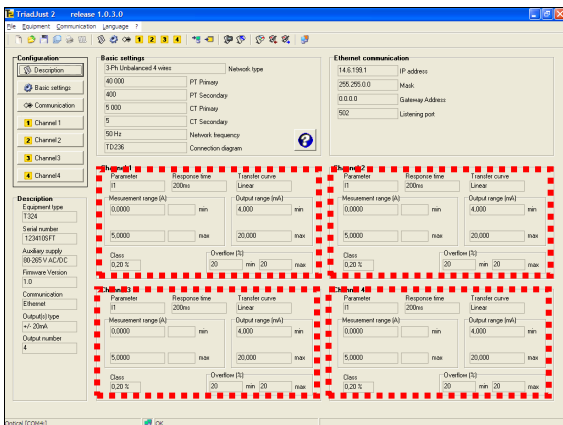 TriadJust 2 release 1.0.3.0
File Equipment Communication Language ?
1 2 3 4
Configuration
Description
Basic settings
Communication
1 Channel 1
2 Channel 2
3 Channel 3
4 Channel4
Description
Equipment type
T324
Serial number
123410SFT
Auxiliary supply
80-265 V AC/DC
Firmware Version
1.0
Communication
Ethernet
Output(s) type
+/- 20mA
Output number
4
Basic settings
3-Ph Unbalanced 4 wires Network type
40 000 PT Primary
400 PT Secondary
5 000 CT Primary
5 CT Secondary
50 Hz Network frequency
TD236 Connection diagram
Ethernet communication
14.6.199.1 IP address
255.255.0.0 Mask
0.0.0.0 Gateway Address
502 Listening port
Channel 1
Parameter Response time Transfer curve
I1 200ms Linear
Mesurement range (A) Output range (mA)
0,0000 min 4,000 min
5,0000 max 20,000 max
Class Overflow (%)
0,20 % 20 min 20 max
Channel 2
Parameter Response time Transfer curve
I1 200ms Linear
Mesurement range (A) Output range (mA)
0,0000 min 4,000 min
5,0000 max 20,000 max
Class Overflow (%)
0,20 % 20 min 20 max
Channel 3
Parameter Response time Transfer curve
I1 200ms Linear
Mesurement range (A) Output range (mA)
0,0000 min 4,000 min
5,0000 max 20,000 max
Class Overflow (%)
0,20 % 20 min 20 max
Channel 4
Parameter Response time Transfer curve
I1 200ms Linear
Mesurement range (A) Output range (mA)
0,0000 min 4,000 min
5,0000 max 20,000 max
Class Overflow (%)
0,20 % 20 min 20 max
Optical [COM4] OK